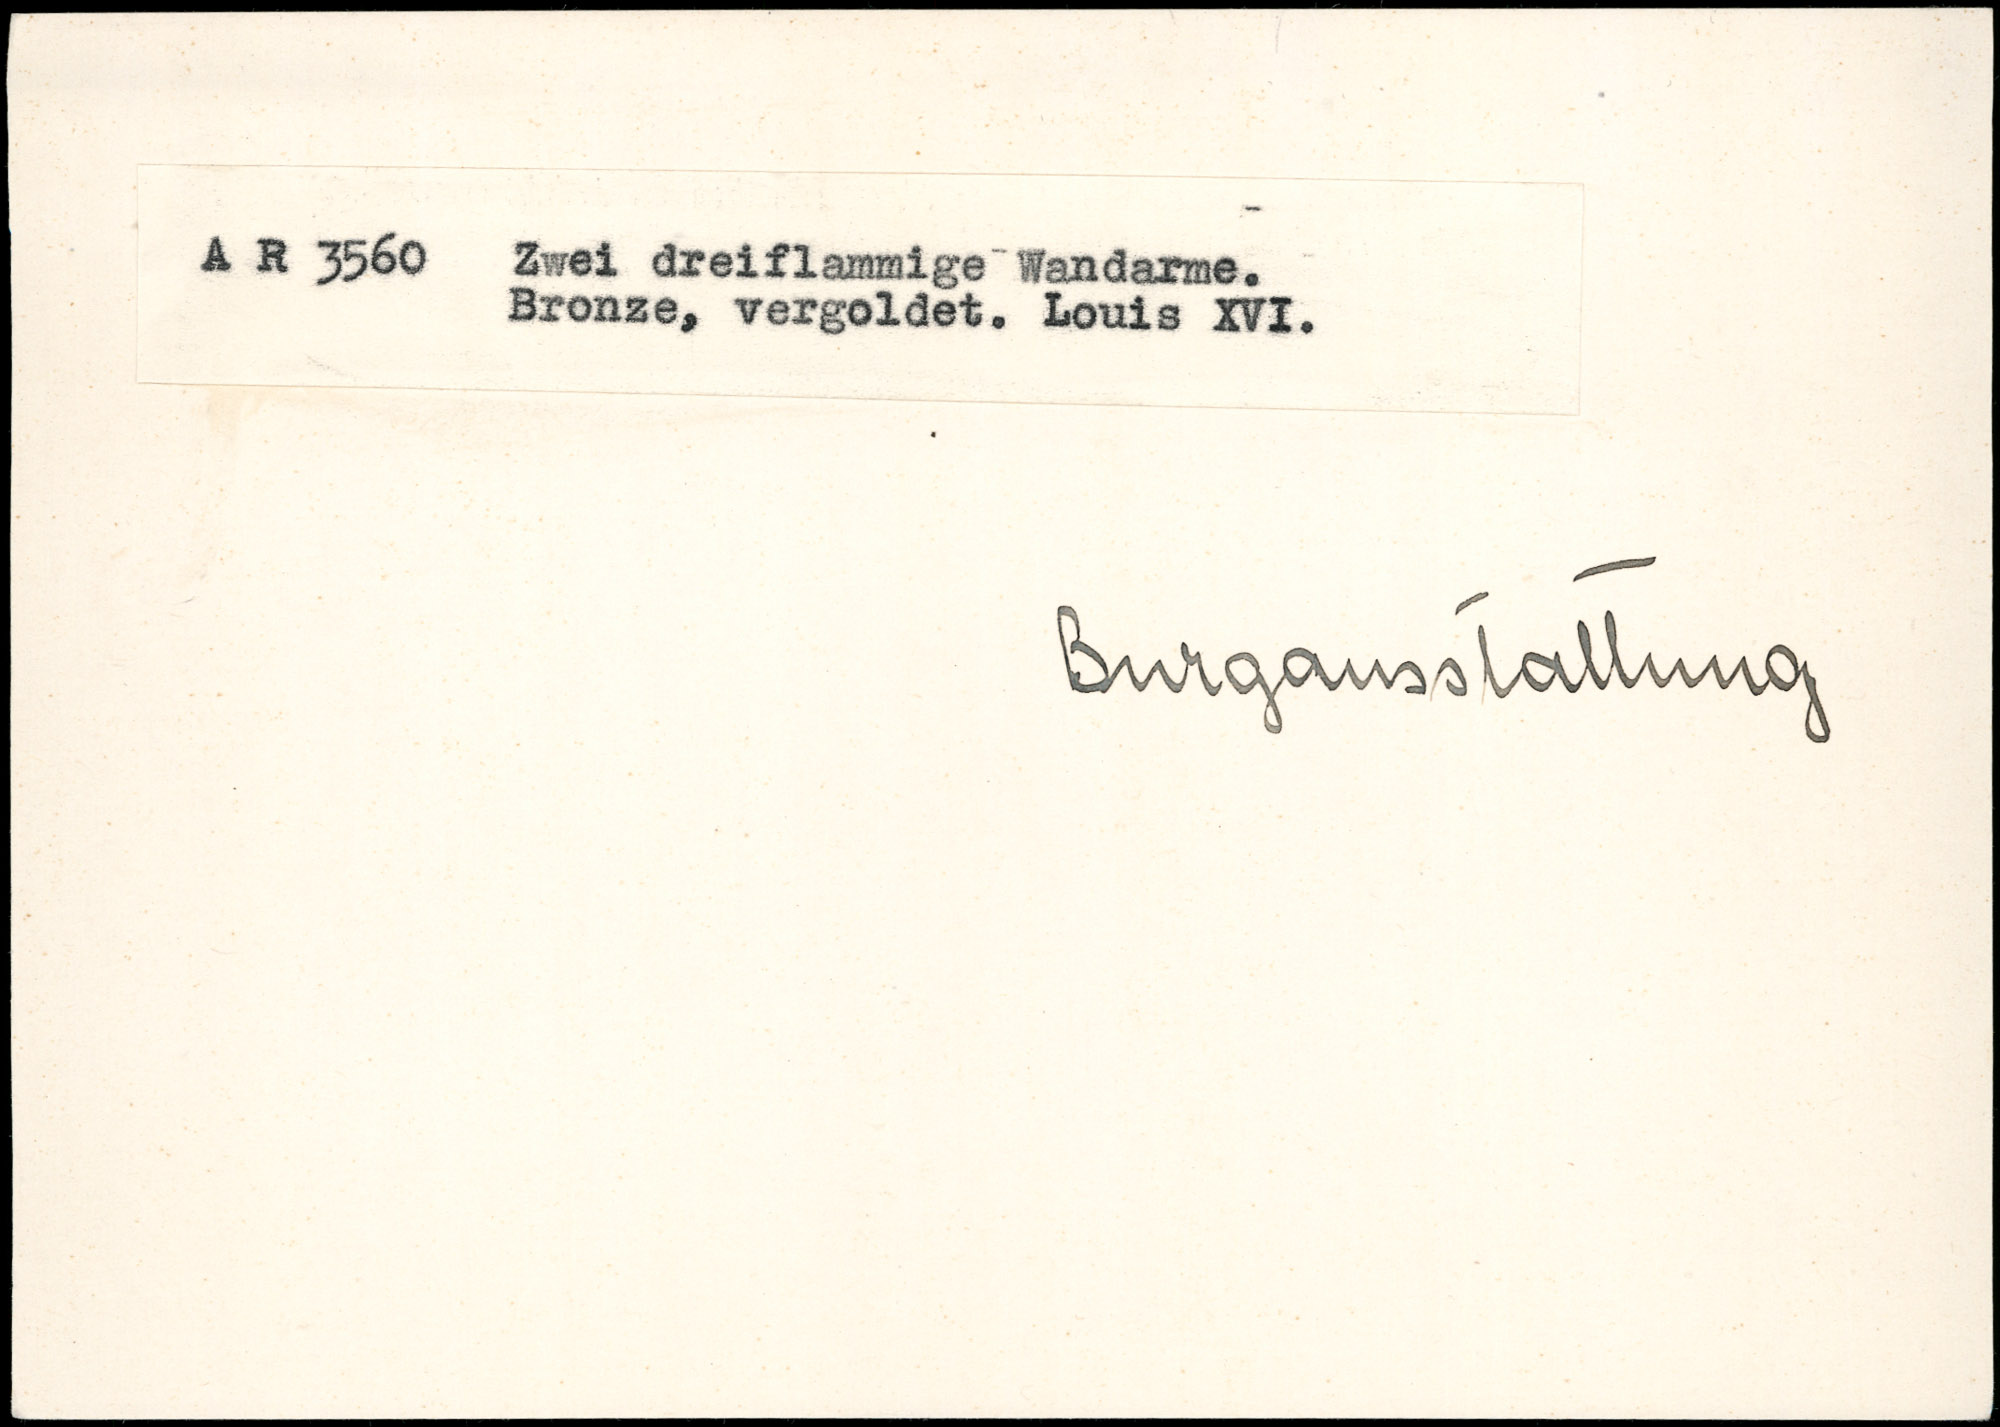 A R 3560 Zwei dreiflammige Wandarme.
Bronze, vergoldet. Louis XVI.
Burgausstattung